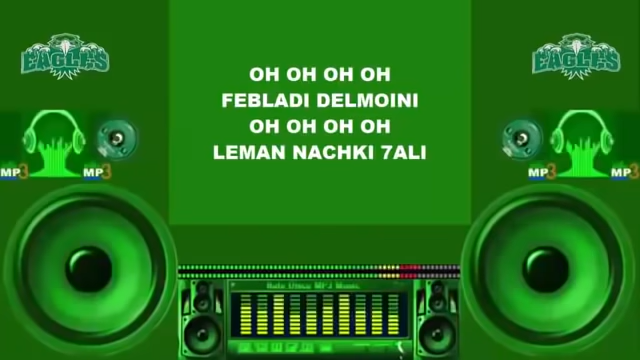 EAGLES
EAGLES
OH OH OH OH
FEBLADI DELMOINI
OH OH OH OH
LEMAN NACHKI 7ALI
MP3
MP3
MP3
MP3